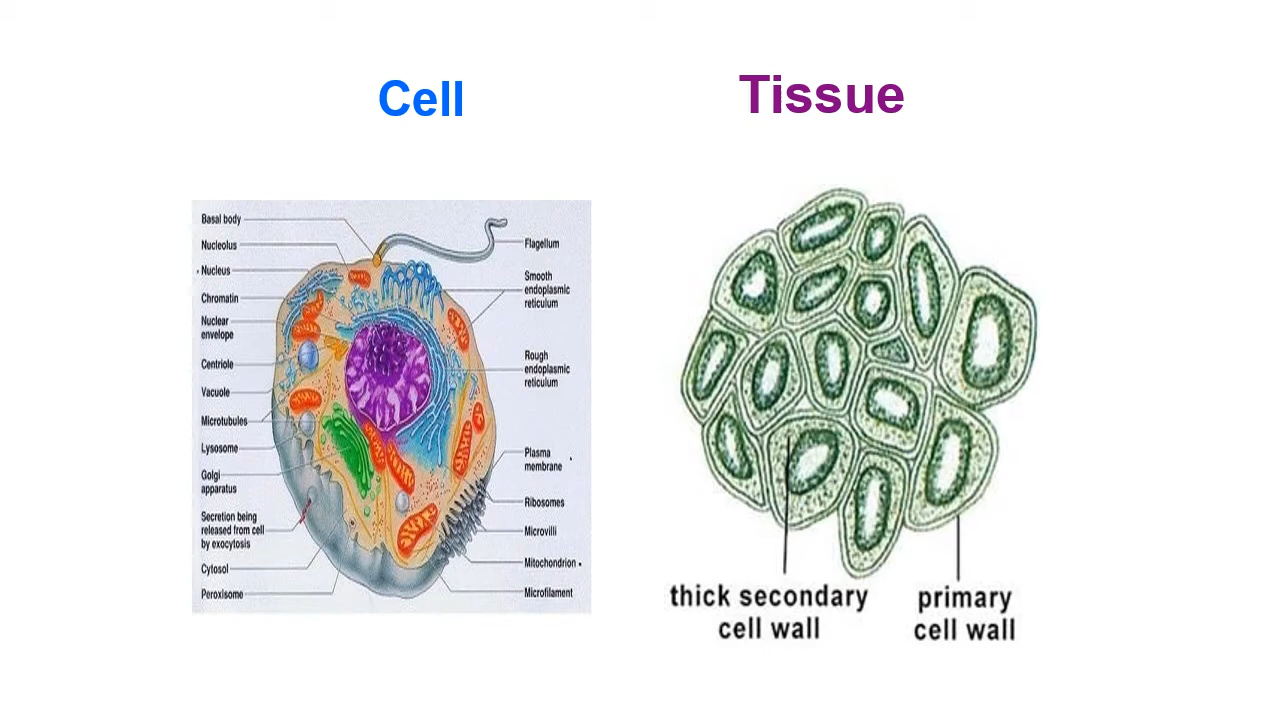 Cell
Tissue
Basal body
Nucleolus
Nucleus
Chromatin
Nuclear
envelope
Centriole
Vacuole
Microtubules
Lysosome
Golgi
apparatus
Secretion being
released from cell
by exocytosis
Cytosol
Peroxisome
Flagellum
Smooth
endoplasmic
reticulum
Rough
endoplasmic
reticulum
Plasma
membrane
Ribosomes
Microvilli
Mitochondrion
Microfilament
thick secondary
cell wall
primary
cell wall